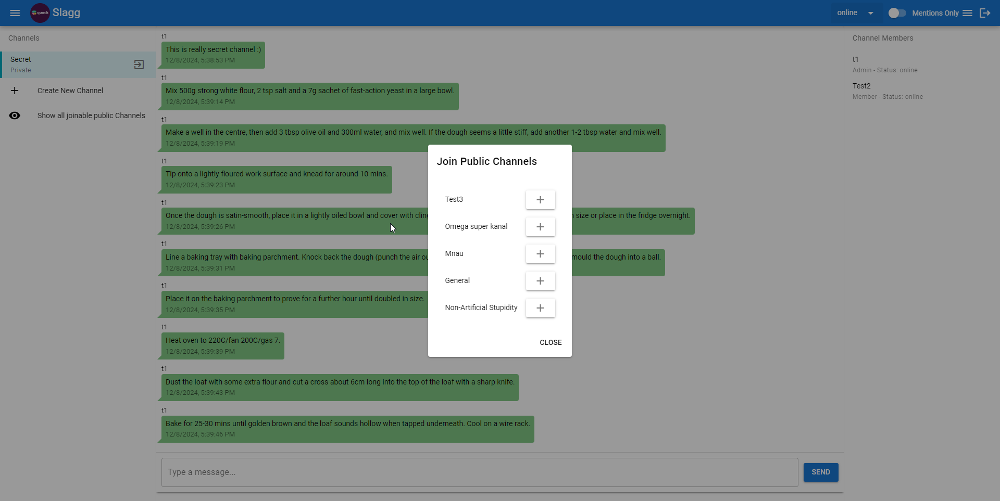 quack
Slagg
online
Mentions Only
Channels
Secret
Private
Create New Channel
Show all joinable public Channels
t1
This is really secret channel :)
12/8/2024, 5:38:53 PM
t1
Mix 500g strong white flour, 2 tsp salt and a 7g sachet of fast-action yeast in a large bowl.
12/8/2024, 5:39:14 PM
t1
Make a well in the centre, then add 3 tbsp olive oil and 300ml water, and mix well. If the dough seems a little stiff, add another 1-2 tbsp water and mix well.
12/8/2024, 5:39:19 PM
t1
Tip onto a lightly floured work surface and knead for around 10 mins.
12/8/2024, 5:39:23 PM
t1
Once the dough is satin-smooth, place it in a lightly oiled bowl and cover with cling
size or place in the fridge overnight.
12/8/2024, 5:39:26 PM
t1
Line a baking tray with baking parchment. Knock back the dough (punch the air
mould the dough into a ball.
12/8/2024, 5:39:31 PM
t1
Place it on the baking parchment to prove for a further hour until doubled in size.
12/8/2024, 5:39:35 PM
t1
Heat oven to 220C/fan 200C/gas 7.
12/8/2024, 5:39:39 PM
t1
Dust the loaf with some extra flour and cut a cross about 6cm long into the top of the loaf with a sharp knife.
12/8/2024, 5:39:43 PM
t1
Bake for 25-30 mins until golden brown and the loaf sounds hollow when tapped underneath. Cool on a wire rack.
12/8/2024, 5:39:46 PM
Type a message...
SEND
Join Public Channels
Test3
Omega super kanal
Mnau
General
Non-Artificial Stupidity
CLOSE
Channel Members
t1
Admin - Status: online
Test2
Member - Status: online